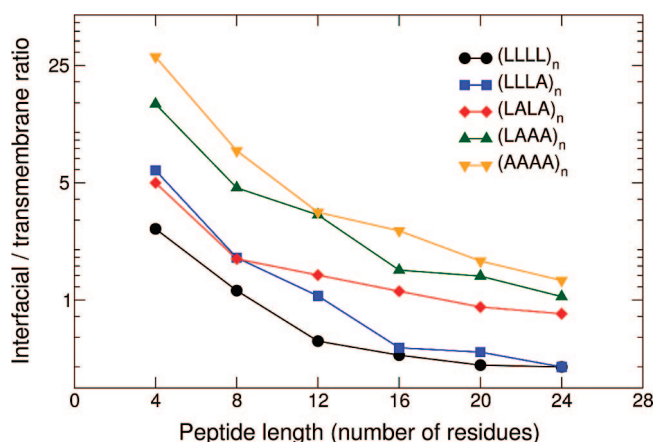 Interfacial / transmembrane ratio
25
5
1
(LLLL)n
(LLLA)n
(LALA)n
(LAAA)n
(AAAA)n
0 4 8 12 16 20 24 28
Peptide length (number of residues)